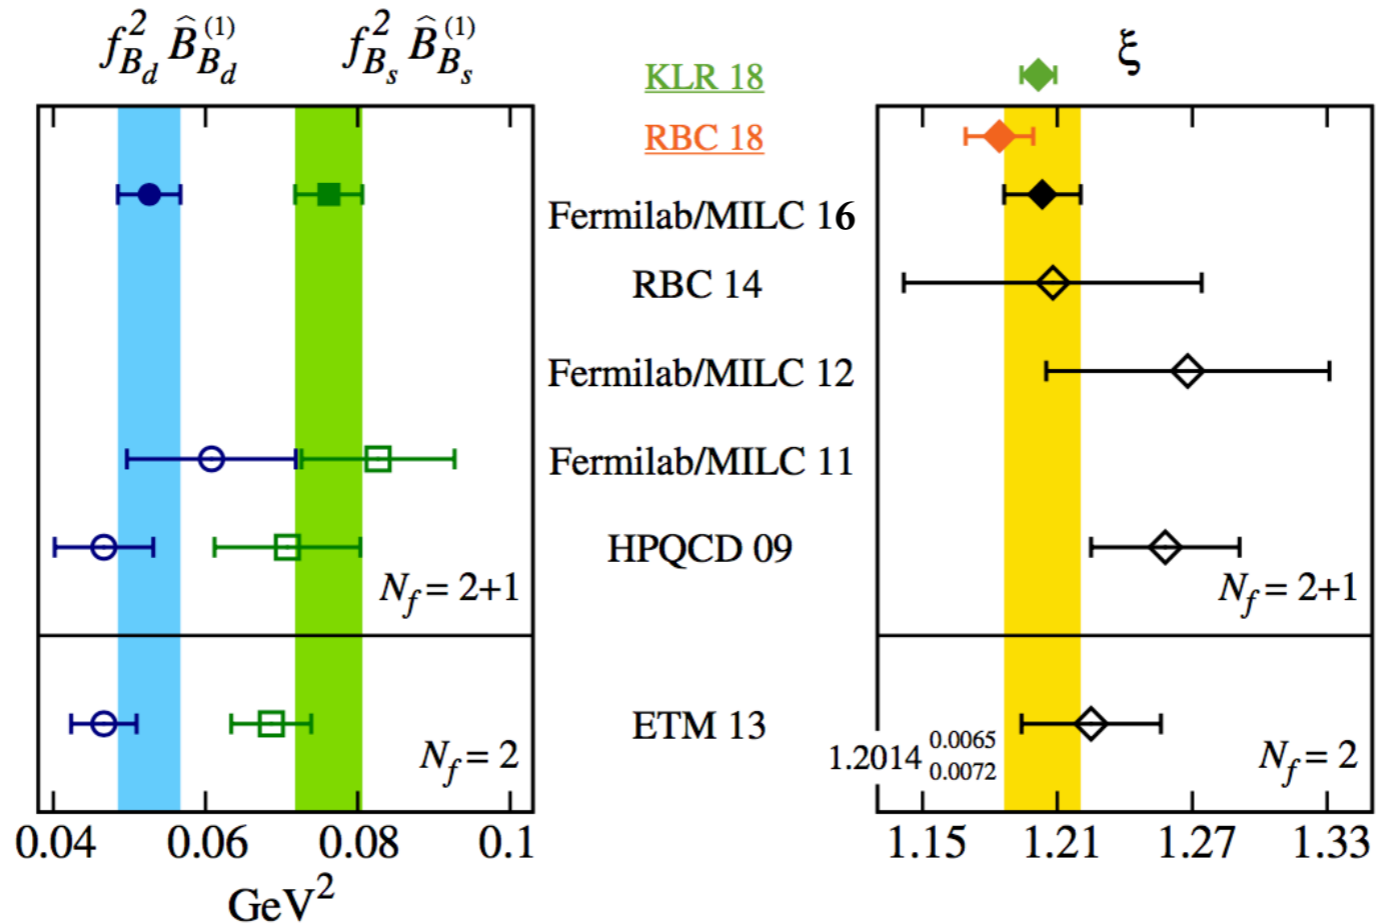 f²_{B_d} B̂^{(1)}_{B_d}
f²_{B_s} B̂^{(1)}_{B_s}
KLR 18
ξ
RBC 18
Fermilab/MILC 16
RBC 14
Fermilab/MILC 12
Fermilab/MILC 11
HPQCD 09
N_f = 2+1
N_f = 2+1
ETM 13
1.2014 0.0065
0.0072
N_f = 2
N_f = 2
0.04 0.06 0.08 0.1
1.15 1.21 1.27 1.33
GeV²